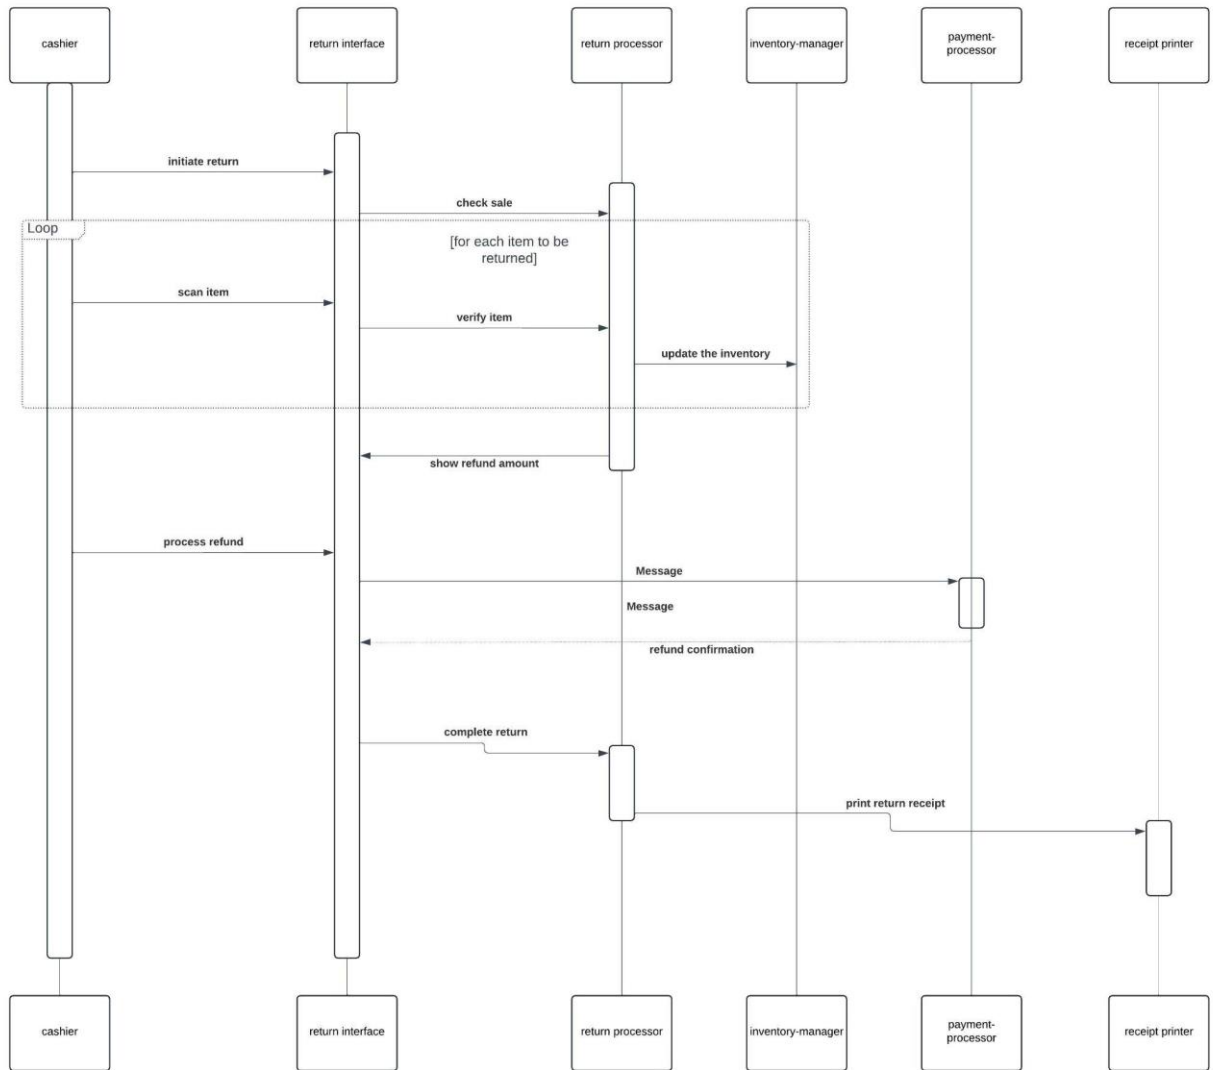 cashier
return interface
return processor
inventory-manager
payment-
processor
receipt printer
initiate return
check sale
Loop
[for each item to be
returned]
scan item
verify item
update the inventory
show refund amount
process refund
Message
Message
refund confirmation
complete return
print return receipt
cashier
return interface
return processor
inventory-manager
payment-
processor
receipt printer